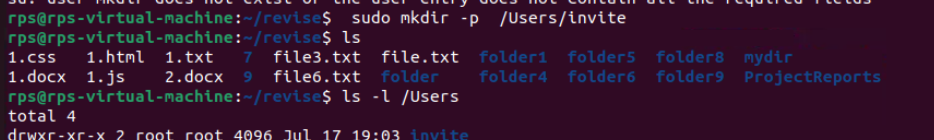 su: user mkdir does not exist or the user entry does not contain all the required fields
rps@rps-virtual-machine:~/revise$  sudo mkdir -p  /Users/invite
rps@rps-virtual-machine:~/revise$ ls
1.css   1.html  1.txt   7  file3.txt  file.txt  folder1  folder5  folder8  mydir
1.docx  1.js    2.docx  9  file6.txt  folder    folder4  folder6  folder9  ProjectReports
rps@rps-virtual-machine:~/revise$ ls -l /Users
total 4
drwxr-xr-x 2 root root 4096 Jul 17 19:03 invite